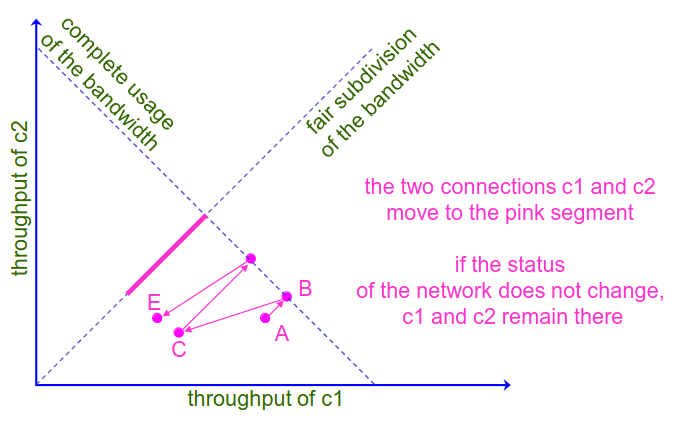 complete usage
of the bandwidth
fair subdivision
of the bandwidth
throughput of c2
the two connections c1 and c2
move to the pink segment
if the status
of the network does not change,
c1 and c2 remain there
B
E
A
C
throughput of c1